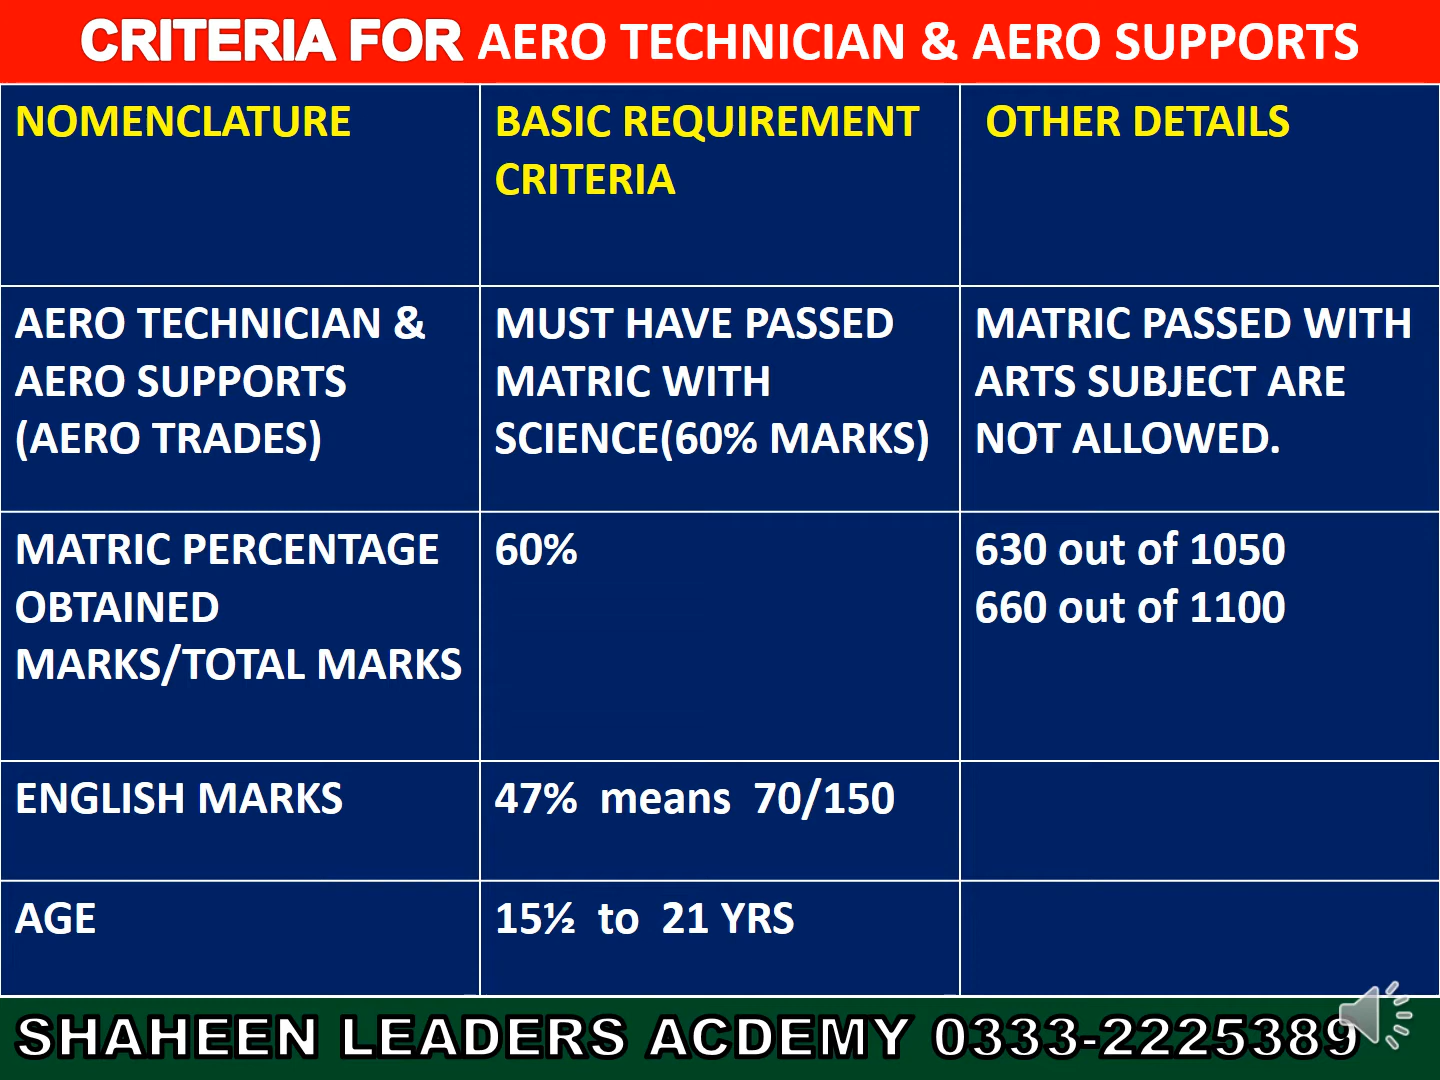 CRITERIA FOR AERO TECHNICIAN & AERO SUPPORTS
NOMENCLATURE
BASIC REQUIREMENT
CRITERIA
OTHER DETAILS
AERO TECHNICIAN &
AERO SUPPORTS
(AERO TRADES)
MUST HAVE PASSED
MATRIC WITH
SCIENCE(60% MARKS)
MATRIC PASSED WITH
ARTS SUBJECT ARE
NOT ALLOWED.
MATRIC PERCENTAGE
OBTAINED
MARKS/TOTAL MARKS
60%
630 out of 1050
660 out of 1100
ENGLISH MARKS
47% means 70/150
AGE
15½ to 21 YRS
SHAHEEN LEADERS ACDEMY 0333-2225389